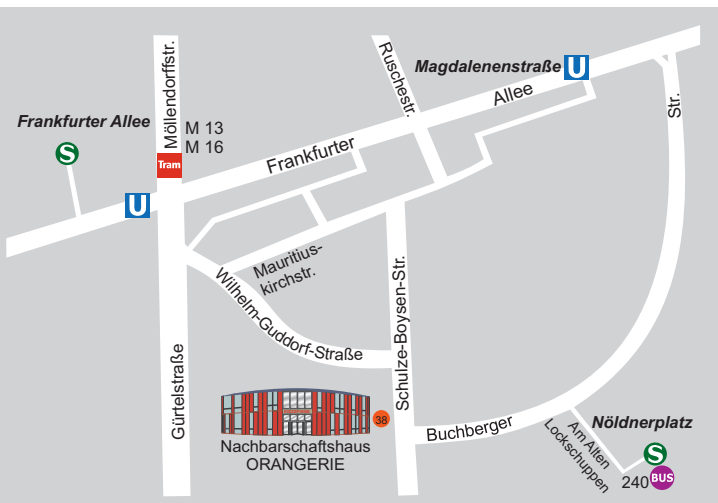 Möllendorffstr.
Ruschestr.
Magdalenenstraße
U
Allee
Str.
Frankfurter Allee
M 13
M 16
S
Tram
Frankfurter
U
Mauritius-
kirchstr.
Wilhelm-Guddorf-Straße
Schulze-Boysen-Str.
Gürtelstraße
38
Nachbarschaftshaus
ORANGERIE
Buchberger
Nöldnerplatz
Am Alten
Lockschuppen
S
240
BUS